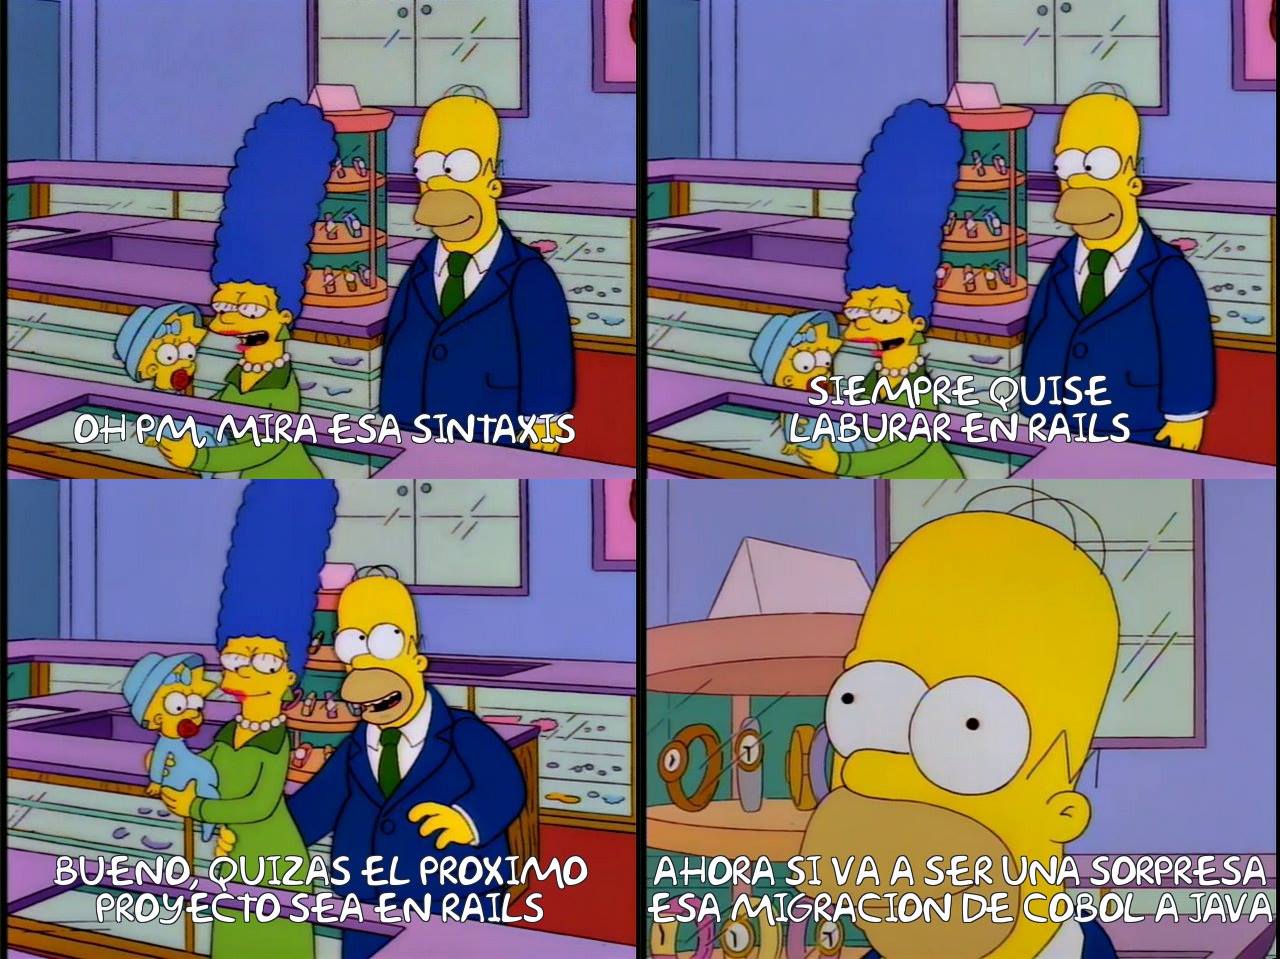 OH PM, MIRA ESA SINTAXIS
SIEMPRE QUISE
LABURAR EN RAILS
BUENO, QUIZAS EL PROXIMO
PROYECTO SEA EN RAILS
AHORA SI VA A SER UNA SORPRESA
ESA MIGRACION DE COBOL A JAVA